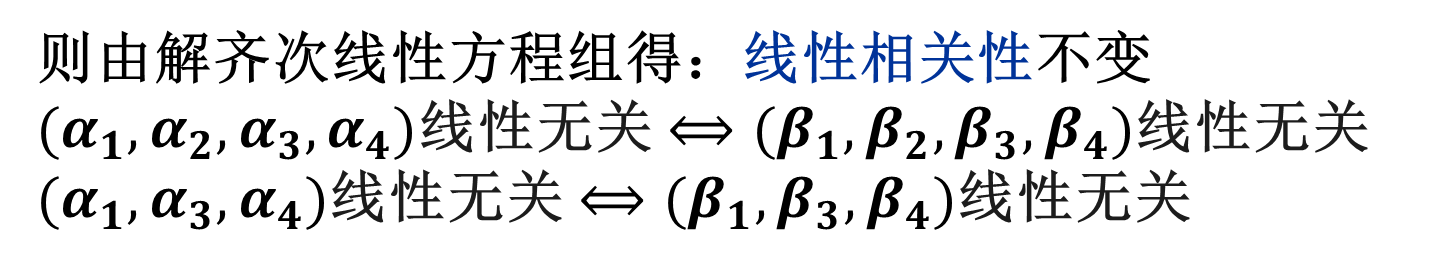 则由解齐次线性方程组得：线性相关性不变
(α₁, α₂, α₃, α₄)线性无关 ⟺ (β₁, β₂, β₃, β₄)线性无关
(α₁, α₃, α₄)线性无关 ⟺ (β₁, β₃, β₄)线性无关